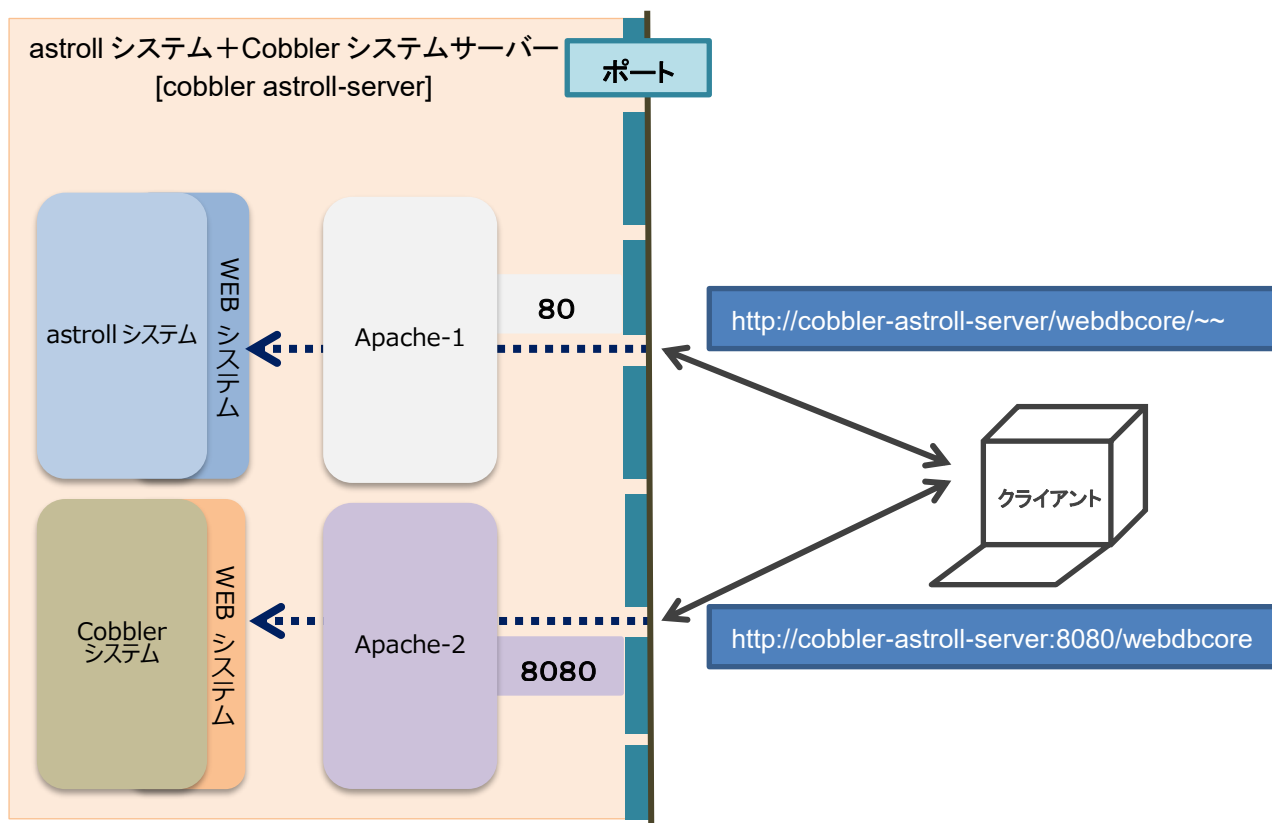 astroll システム＋Cobbler システムサーバー
[cobbler astroll-server]
ポート
astroll システム
WEB システム
Apache-1
80
http://cobbler-astroll-server/webdbcore/~~
クライアント
Cobbler
システム
WEB システム
Apache-2
8080
http://cobbler-astroll-server:8080/webdbcore